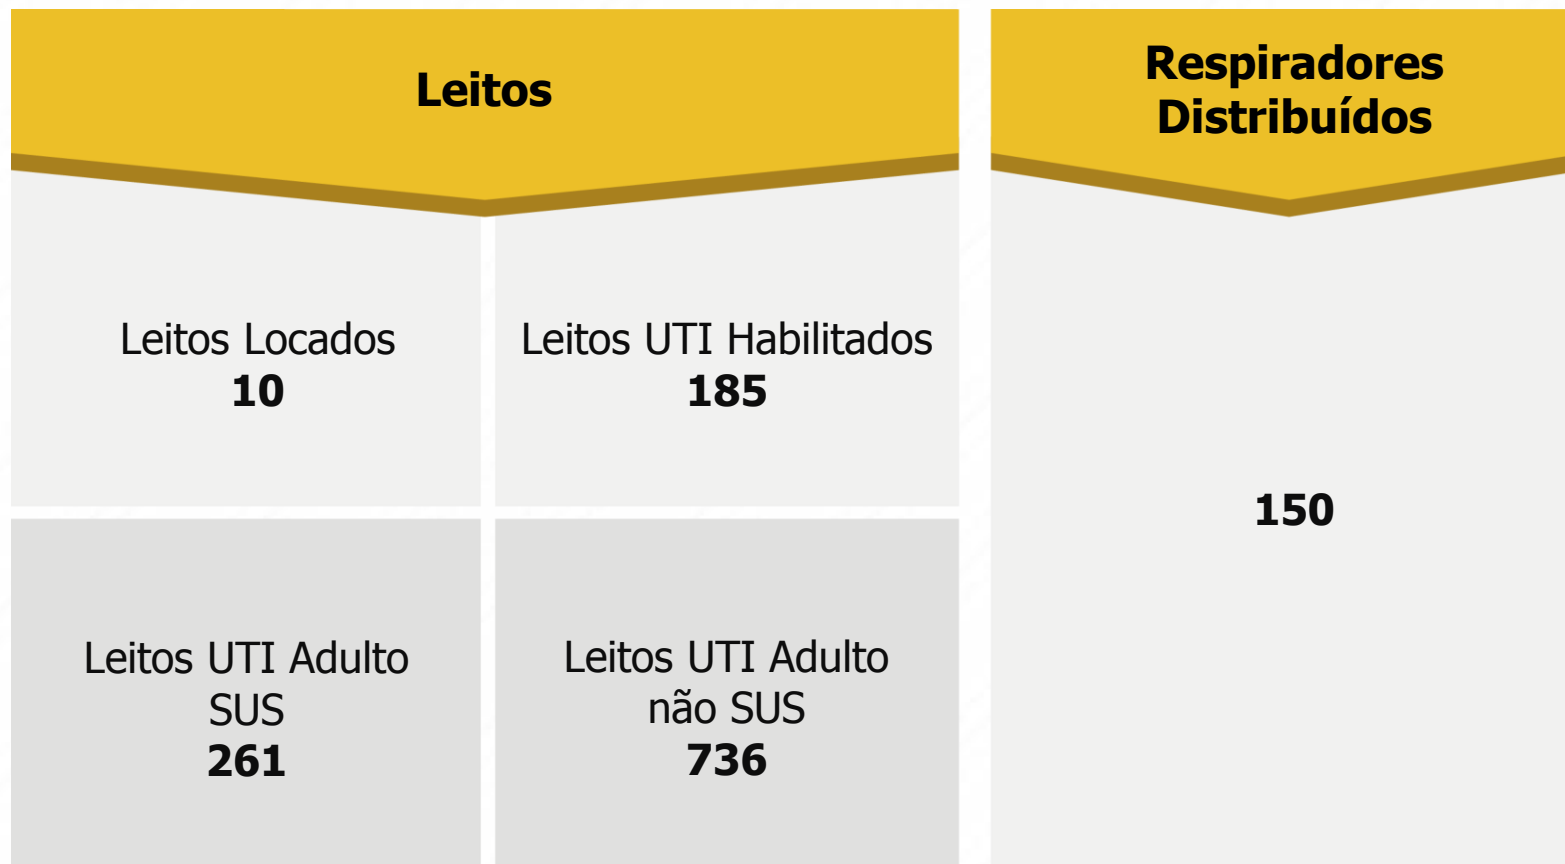 Leitos
Respiradores
Distribuídos
Leitos Locados
10
Leitos UTI Habilitados
185
150
Leitos UTI Adulto
SUS
261
Leitos UTI Adulto
não SUS
736